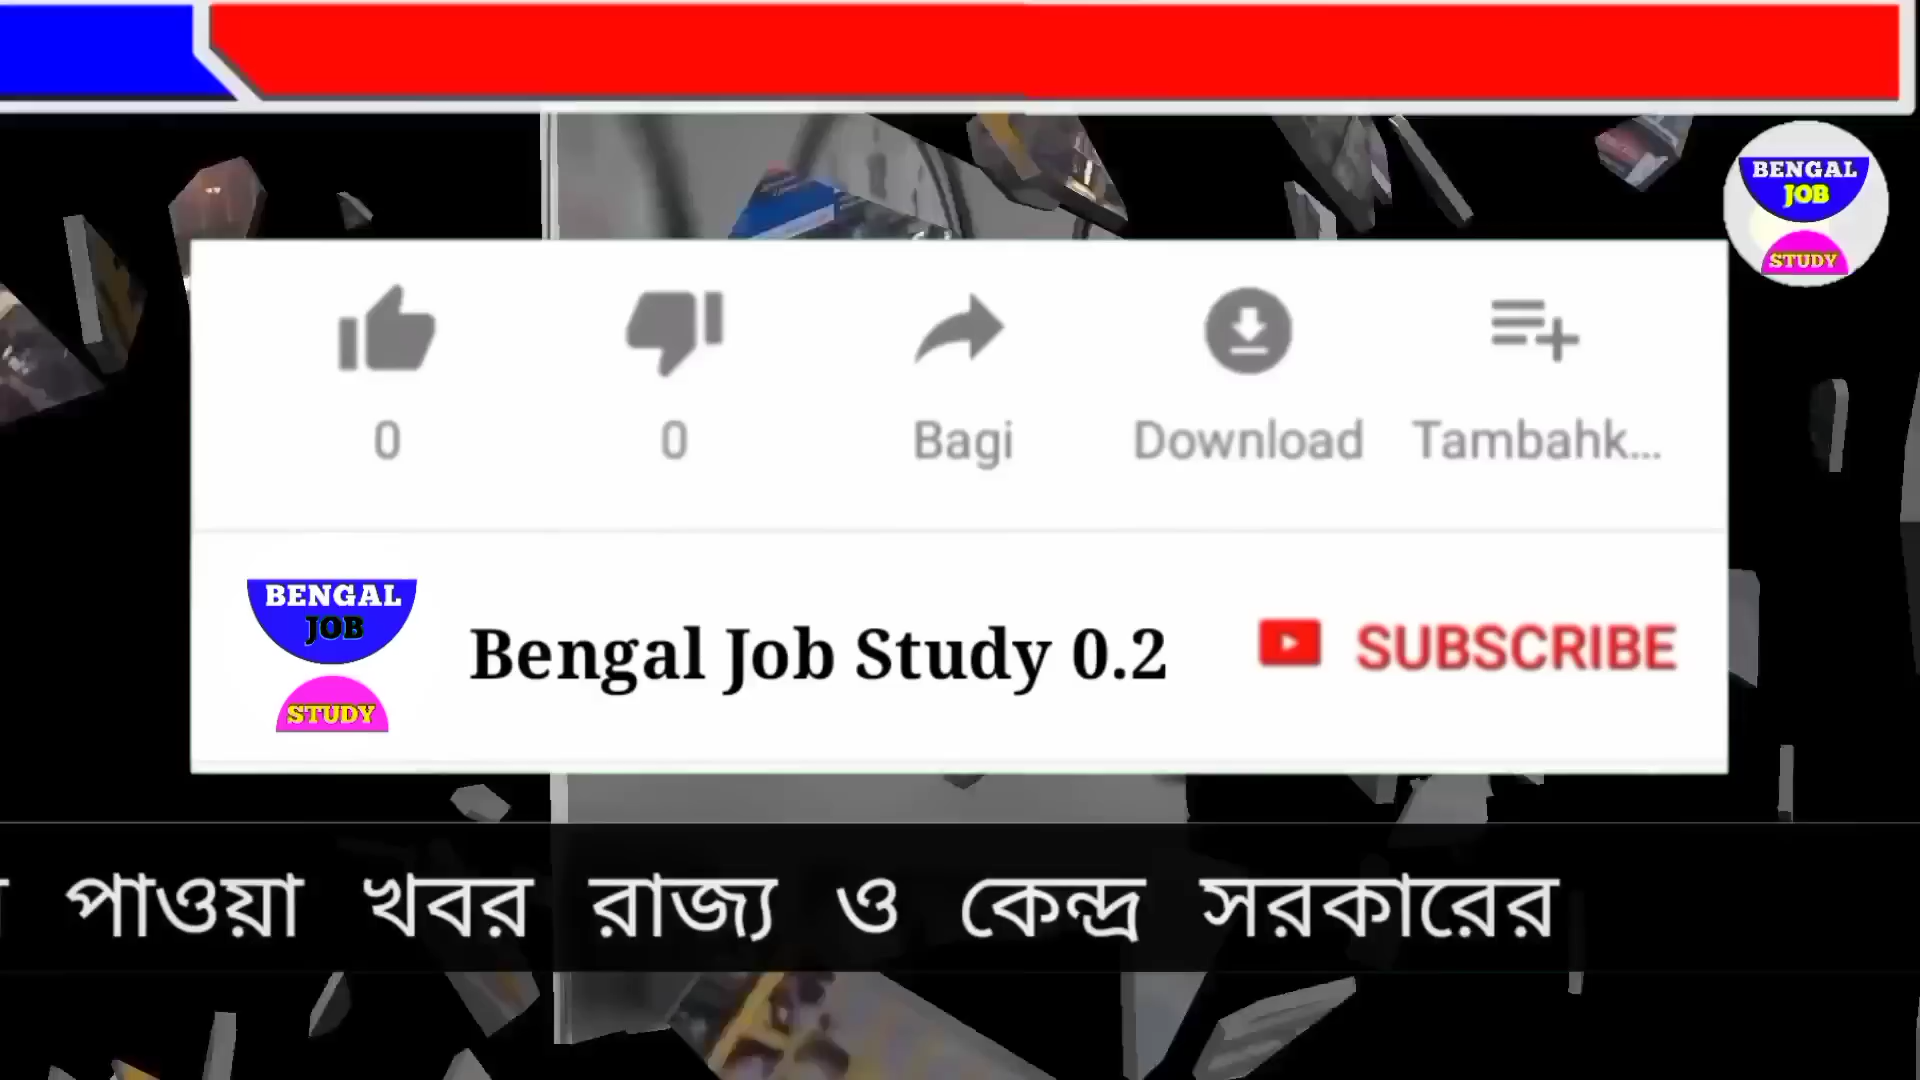 BENGAL
JOB
STUDY
0
0
Bagi
Download
Tambahk...
BENGAL
JOB
STUDY
Bengal Job Study 0.2
SUBSCRIBE
পাওয়া খবর রাজ্য ও কেন্দ্র সরকারের